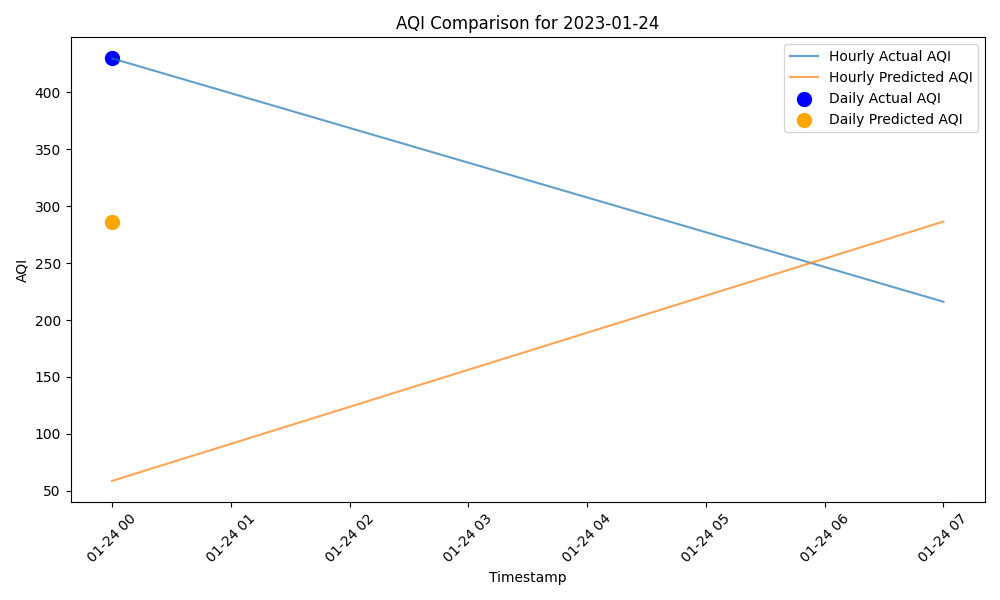 AQI Comparison for 2023-01-24
Hourly Actual AQI
Hourly Predicted AQI
Daily Actual AQI
Daily Predicted AQI
AQI
400
350
300
250
200
150
100
50
01-24 00
01-24 01
01-24 02
01-24 03
01-24 04
01-24 05
01-24 06
01-24 07
Timestamp